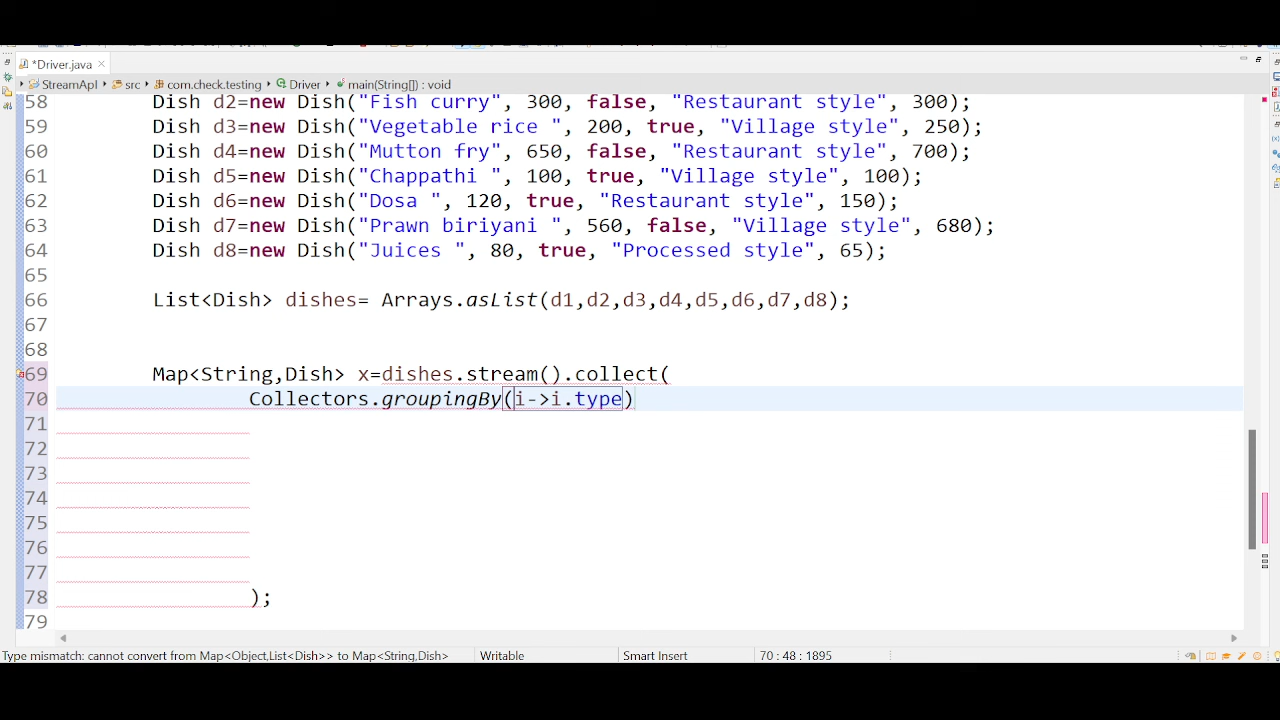 *Driver.java
StreamApI src com.check.testing Driver main(String[]) : void
58 Dish d2=new Dish("Fish curry", 300, false, "Restaurant style", 300);
59 Dish d3=new Dish("Vegetable rice ", 200, true, "Village style", 250);
60 Dish d4=new Dish("Mutton fry", 650, false, "Restaurant style", 700);
61 Dish d5=new Dish("Chappathi ", 100, true, "Village style", 100);
62 Dish d6=new Dish("Dosa ", 120, true, "Restaurant style", 150);
63 Dish d7=new Dish("Prawn biriyani ", 560, false, "Village style", 680);
64 Dish d8=new Dish("Juices ", 80, true, "Processed style", 65);
65
66 List<Dish> dishes= Arrays.asList(d1,d2,d3,d4,d5,d6,d7,d8);
67
68
69 Map<String,Dish> x=dishes.stream().collect(
70 Collectors.groupingBy(i->i.type)
71
72
73
74
75
76
77
78 );
79
Type mismatch: cannot convert from Map<Object,List<Dish>> to Map<String,Dish> Writable Smart Insert 70 : 48 : 1895